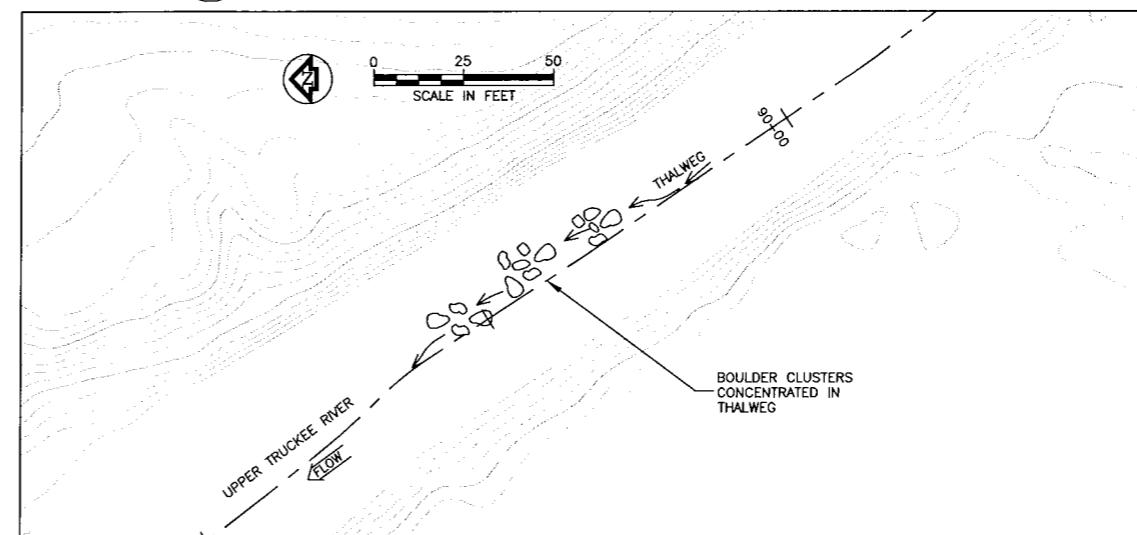 Z
0 25 50
SCALE IN FEET
90+00
THALWEG
BOULDER CLUSTERS
CONCENTRATED IN
THALWEG
UPPER TRUCKEE RIVER
FLOW